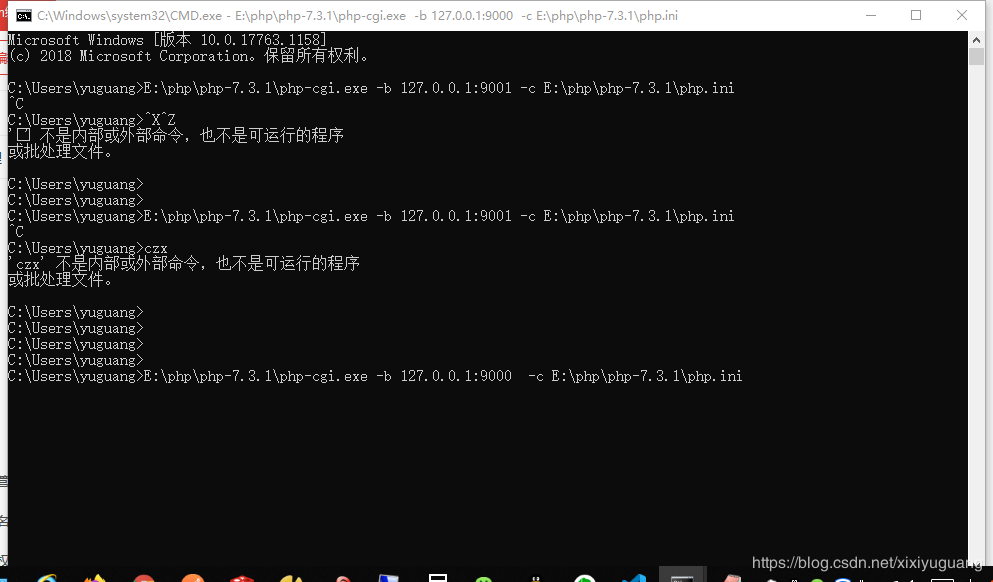 C:\Windows\system32\CMD.exe - E:\php\php-7.3.1\php-cgi.exe  -b 127.0.0.1:9000  -c E:\php\php-7.3.1\php.ini
Microsoft Windows [版本 10.0.17763.1158]
(c) 2018 Microsoft Corporation。保留所有权利。
C:\Users\yuguang>E:\php\php-7.3.1\php-cgi.exe -b 127.0.0.1:9001 -c E:\php\php-7.3.1\php.ini
^C
C:\Users\yuguang>^X^Z
'□ 不是内部或外部命令，也不是可运行的程序
或批处理文件。
C:\Users\yuguang>
C:\Users\yuguang>
C:\Users\yuguang>E:\php\php-7.3.1\php-cgi.exe -b 127.0.0.1:9001 -c E:\php\php-7.3.1\php.ini
^C
C:\Users\yuguang>czx
'czx' 不是内部或外部命令，也不是可运行的程序
或批处理文件。
C:\Users\yuguang>
C:\Users\yuguang>
C:\Users\yuguang>
C:\Users\yuguang>
C:\Users\yuguang>E:\php\php-7.3.1\php-cgi.exe -b 127.0.0.1:9000  -c E:\php\php-7.3.1\php.ini
https://blog.csdn.net/xixiyuguang